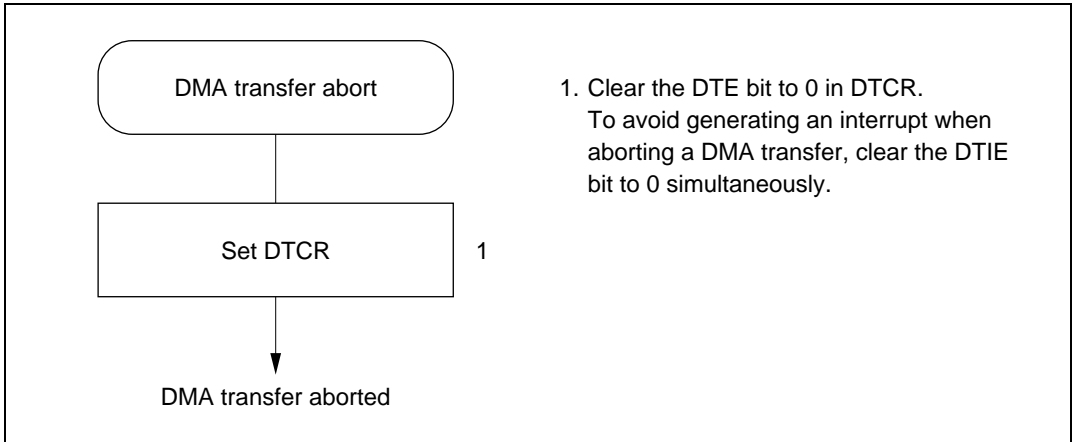 DMA transfer abort
1. Clear the DTE bit to 0 in DTCR.
To avoid generating an interrupt when
aborting a DMA transfer, clear the DTIE
bit to 0 simultaneously.
Set DTCR
1
DMA transfer aborted